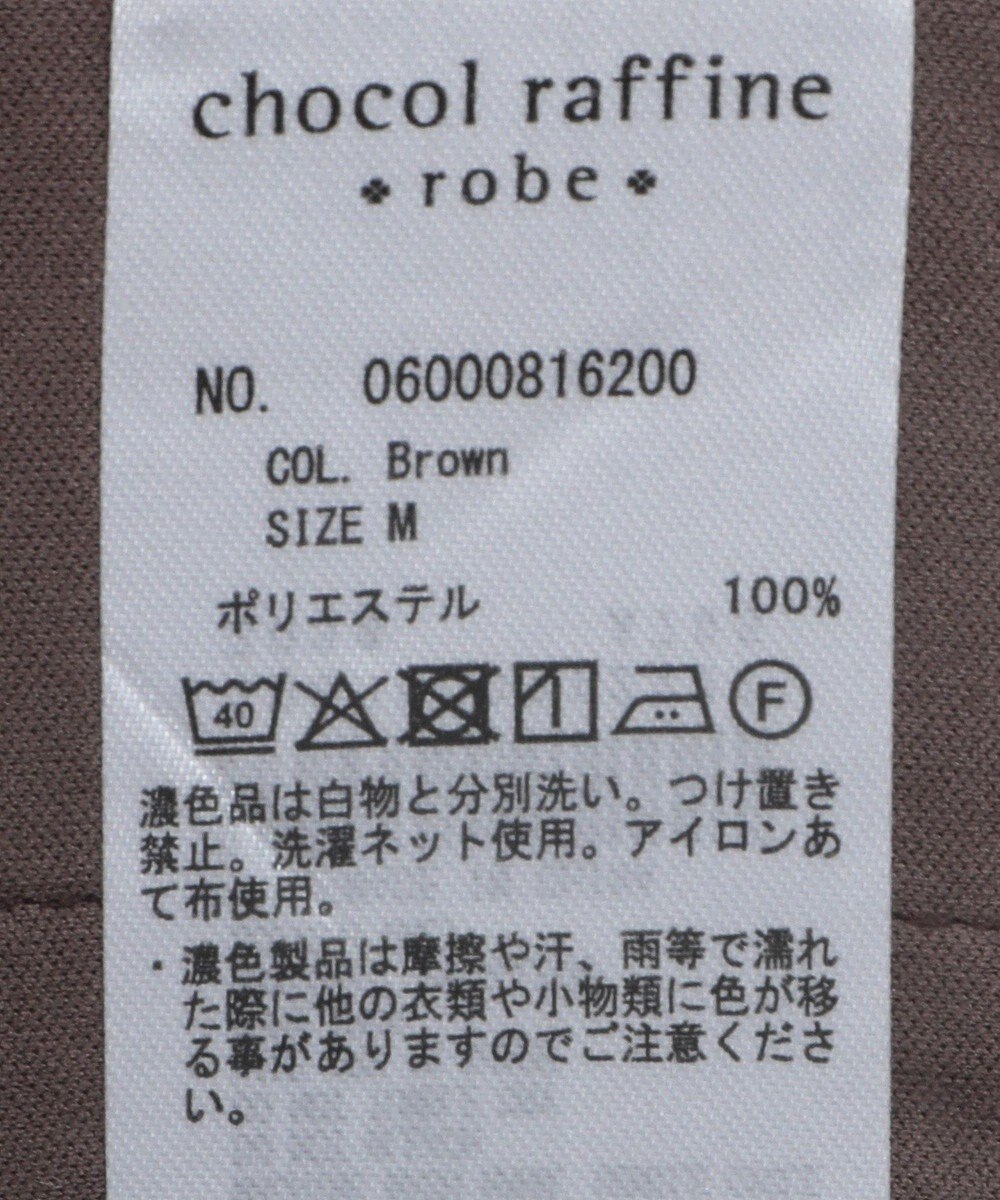 chocol raffine
robe
NO. 06000816200
COL. Brown
SIZE M
ポリエステル 100%
40 F
濃色品は白物と分別洗い。つけ置き
禁止。洗濯ネット使用。アイロンあ
て布使用。
・濃色製品は摩擦や汗、雨等で濡れ
た際に他の衣類や小物類に色が移
る事がありますのでご注意くださ
い。